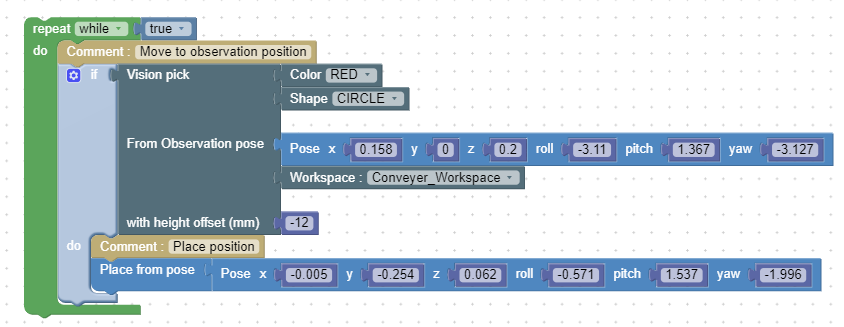 repeat while true
do Comment : Move to observation position
if Vision pick Color RED
Shape CIRCLE
From Observation pose Pose x 0.158 y 0 z 0.2 roll -3.11 pitch 1.367 yaw -3.127
Workspace : Conveyer_Workspace
with height offset (mm) -12
do Comment : Place position
Place from pose Pose x -0.005 y -0.254 z 0.062 roll -0.571 pitch 1.537 yaw -1.996